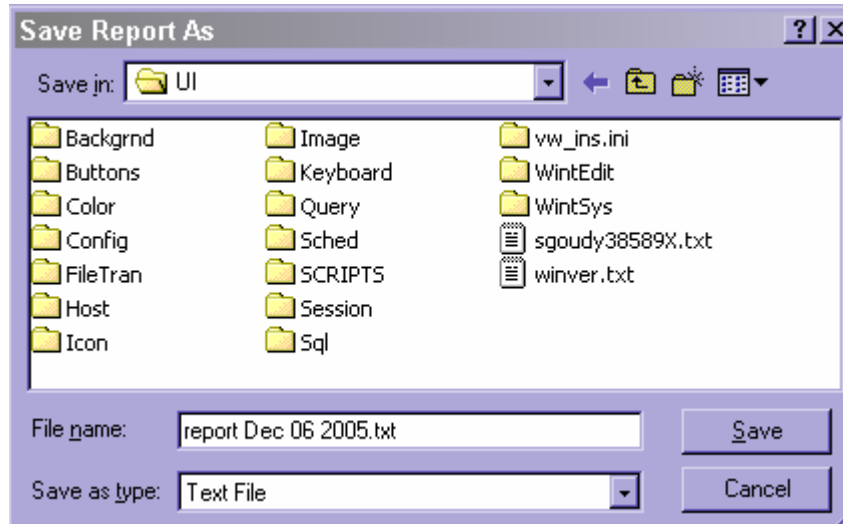 Save Report As
Save in: UI
Backgrnd
Buttons
Color
Config
FileTran
Host
Icon
Image
Keyboard
Query
Sched
SCRIPTS
Session
Sql
vw_ins.ini
WintEdit
WintSys
sgoudy38589X.txt
winver.txt
File name: report Dec 06 2005.txt
Save
Save as type: Text File
Cancel